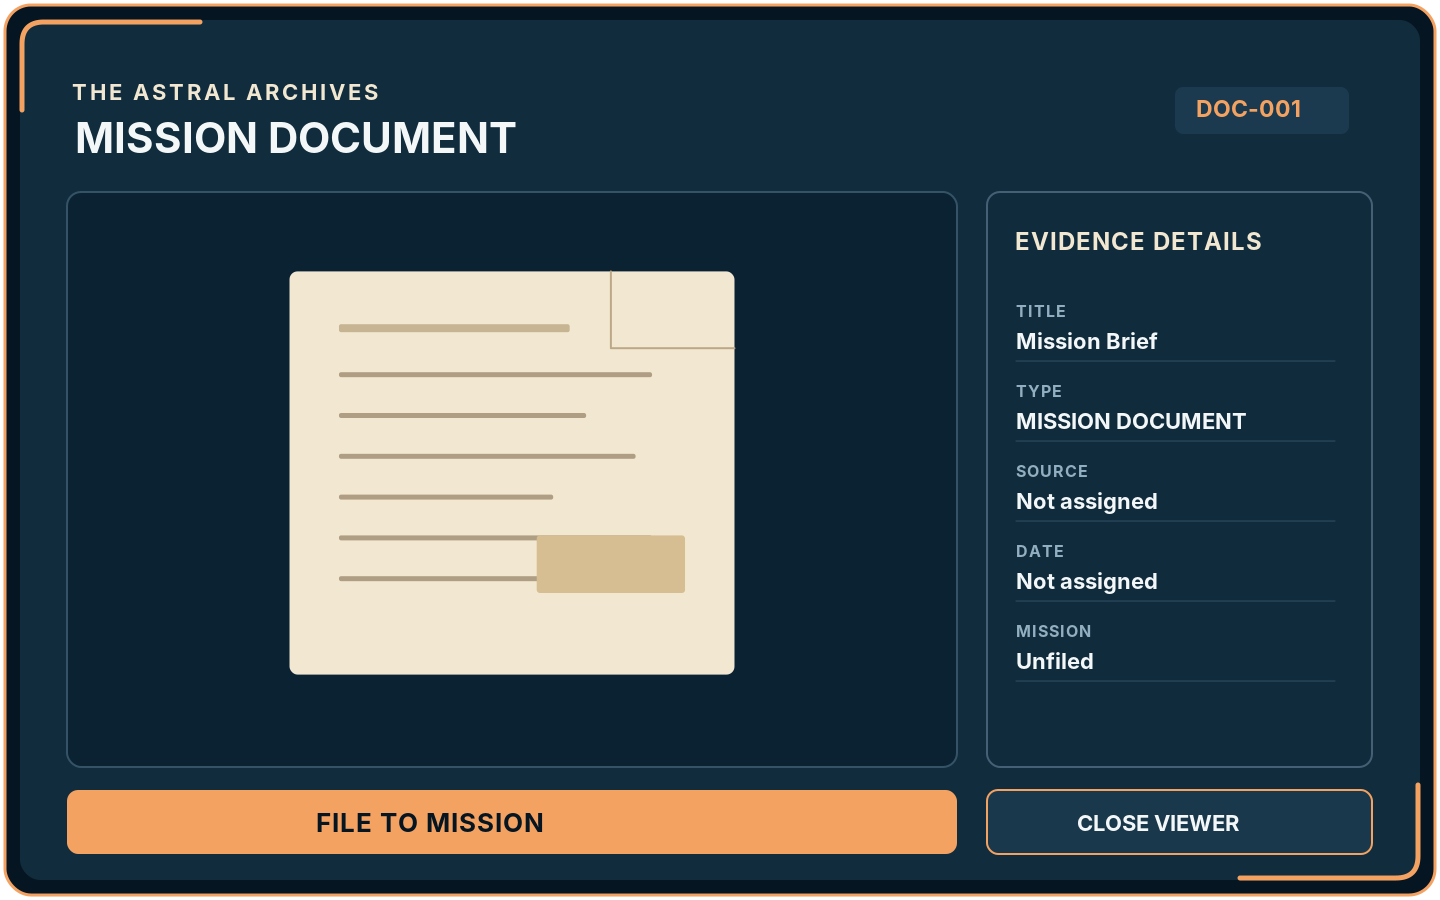 THE ASTRAL ARCHIVES
MISSION DOCUMENT
DOC-001
EVIDENCE DETAILS
TITLE
Mission Brief
TYPE
MISSION DOCUMENT
SOURCE
Not assigned
DATE
Not assigned
MISSION
Unfiled
FILE TO MISSION
CLOSE VIEWER